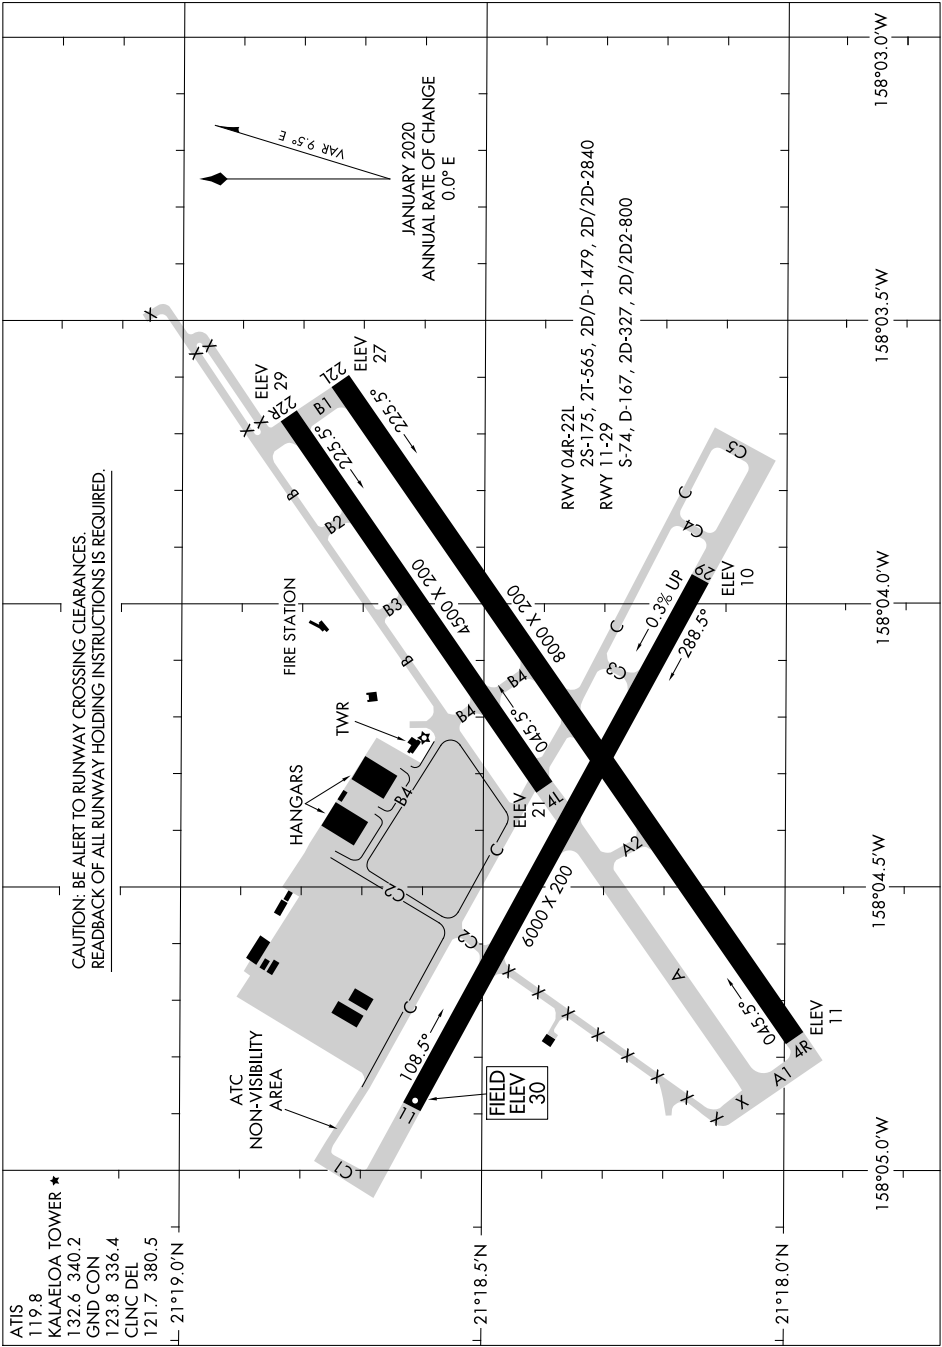 ATIS
119.8
KALAELOA TOWER ★
132.6 340.2
GND CON
123.8 336.4
CLNC DEL
121.7 380.5
CAUTION: BE ALERT TO RUNWAY CROSSING CLEARANCES.
READBACK OF ALL RUNWAY HOLDING INSTRUCTIONS IS REQUIRED.
VAR 9.5° E
JANUARY 2020
ANNUAL RATE OF CHANGE
0.0° E
21°19.0'N
21°18.5'N
21°18.0'N
158°05.0'W
158°04.5'W
158°04.0'W
158°03.5'W
158°03.0'W
ATC
NON-VISIBILITY
AREA
HANGARS
TWR
FIRE STATION
FIELD
ELEV
30
C1
11
108.5°
C
C2
C2
C
B4
6000 X 200
ELEV
21
4L
045.5°
B4
B4
B
B3
B2
B
4500 X 200
225.5°
22R
ELEV
29
B1
22L
ELEV
27
225.5°
8000 X 200
A2
A
A1
4R
ELEV
11
045.5°
C3
C
0.3% UP
288.5°
29
ELEV
10
C4
C
C5
X
X
X
X
X
X
X
X
X
X
X
X
X
X
RWY 04R-22L
2S-175, 2T-565, 2D/D-1479, 2D/2D-2840
RWY 11-29
S-74, D-167, 2D-327, 2D/2D2-800